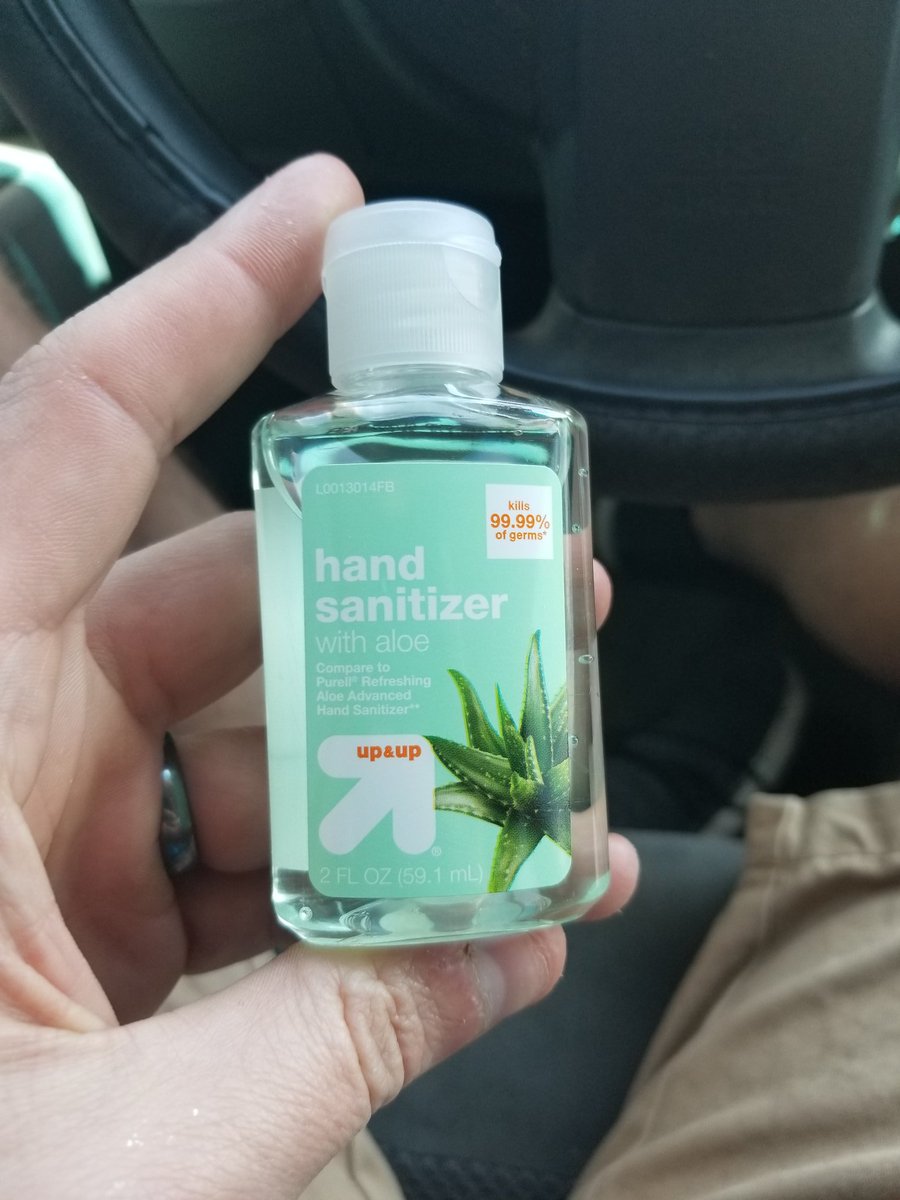 L0013014FB
kills
99.99%
of germs*
hand
sanitizer
with aloe
Compare to
Purell® Refreshing
Aloe Advanced
Hand Sanitizer**
up&up
®
2 FL OZ (59.1 mL)